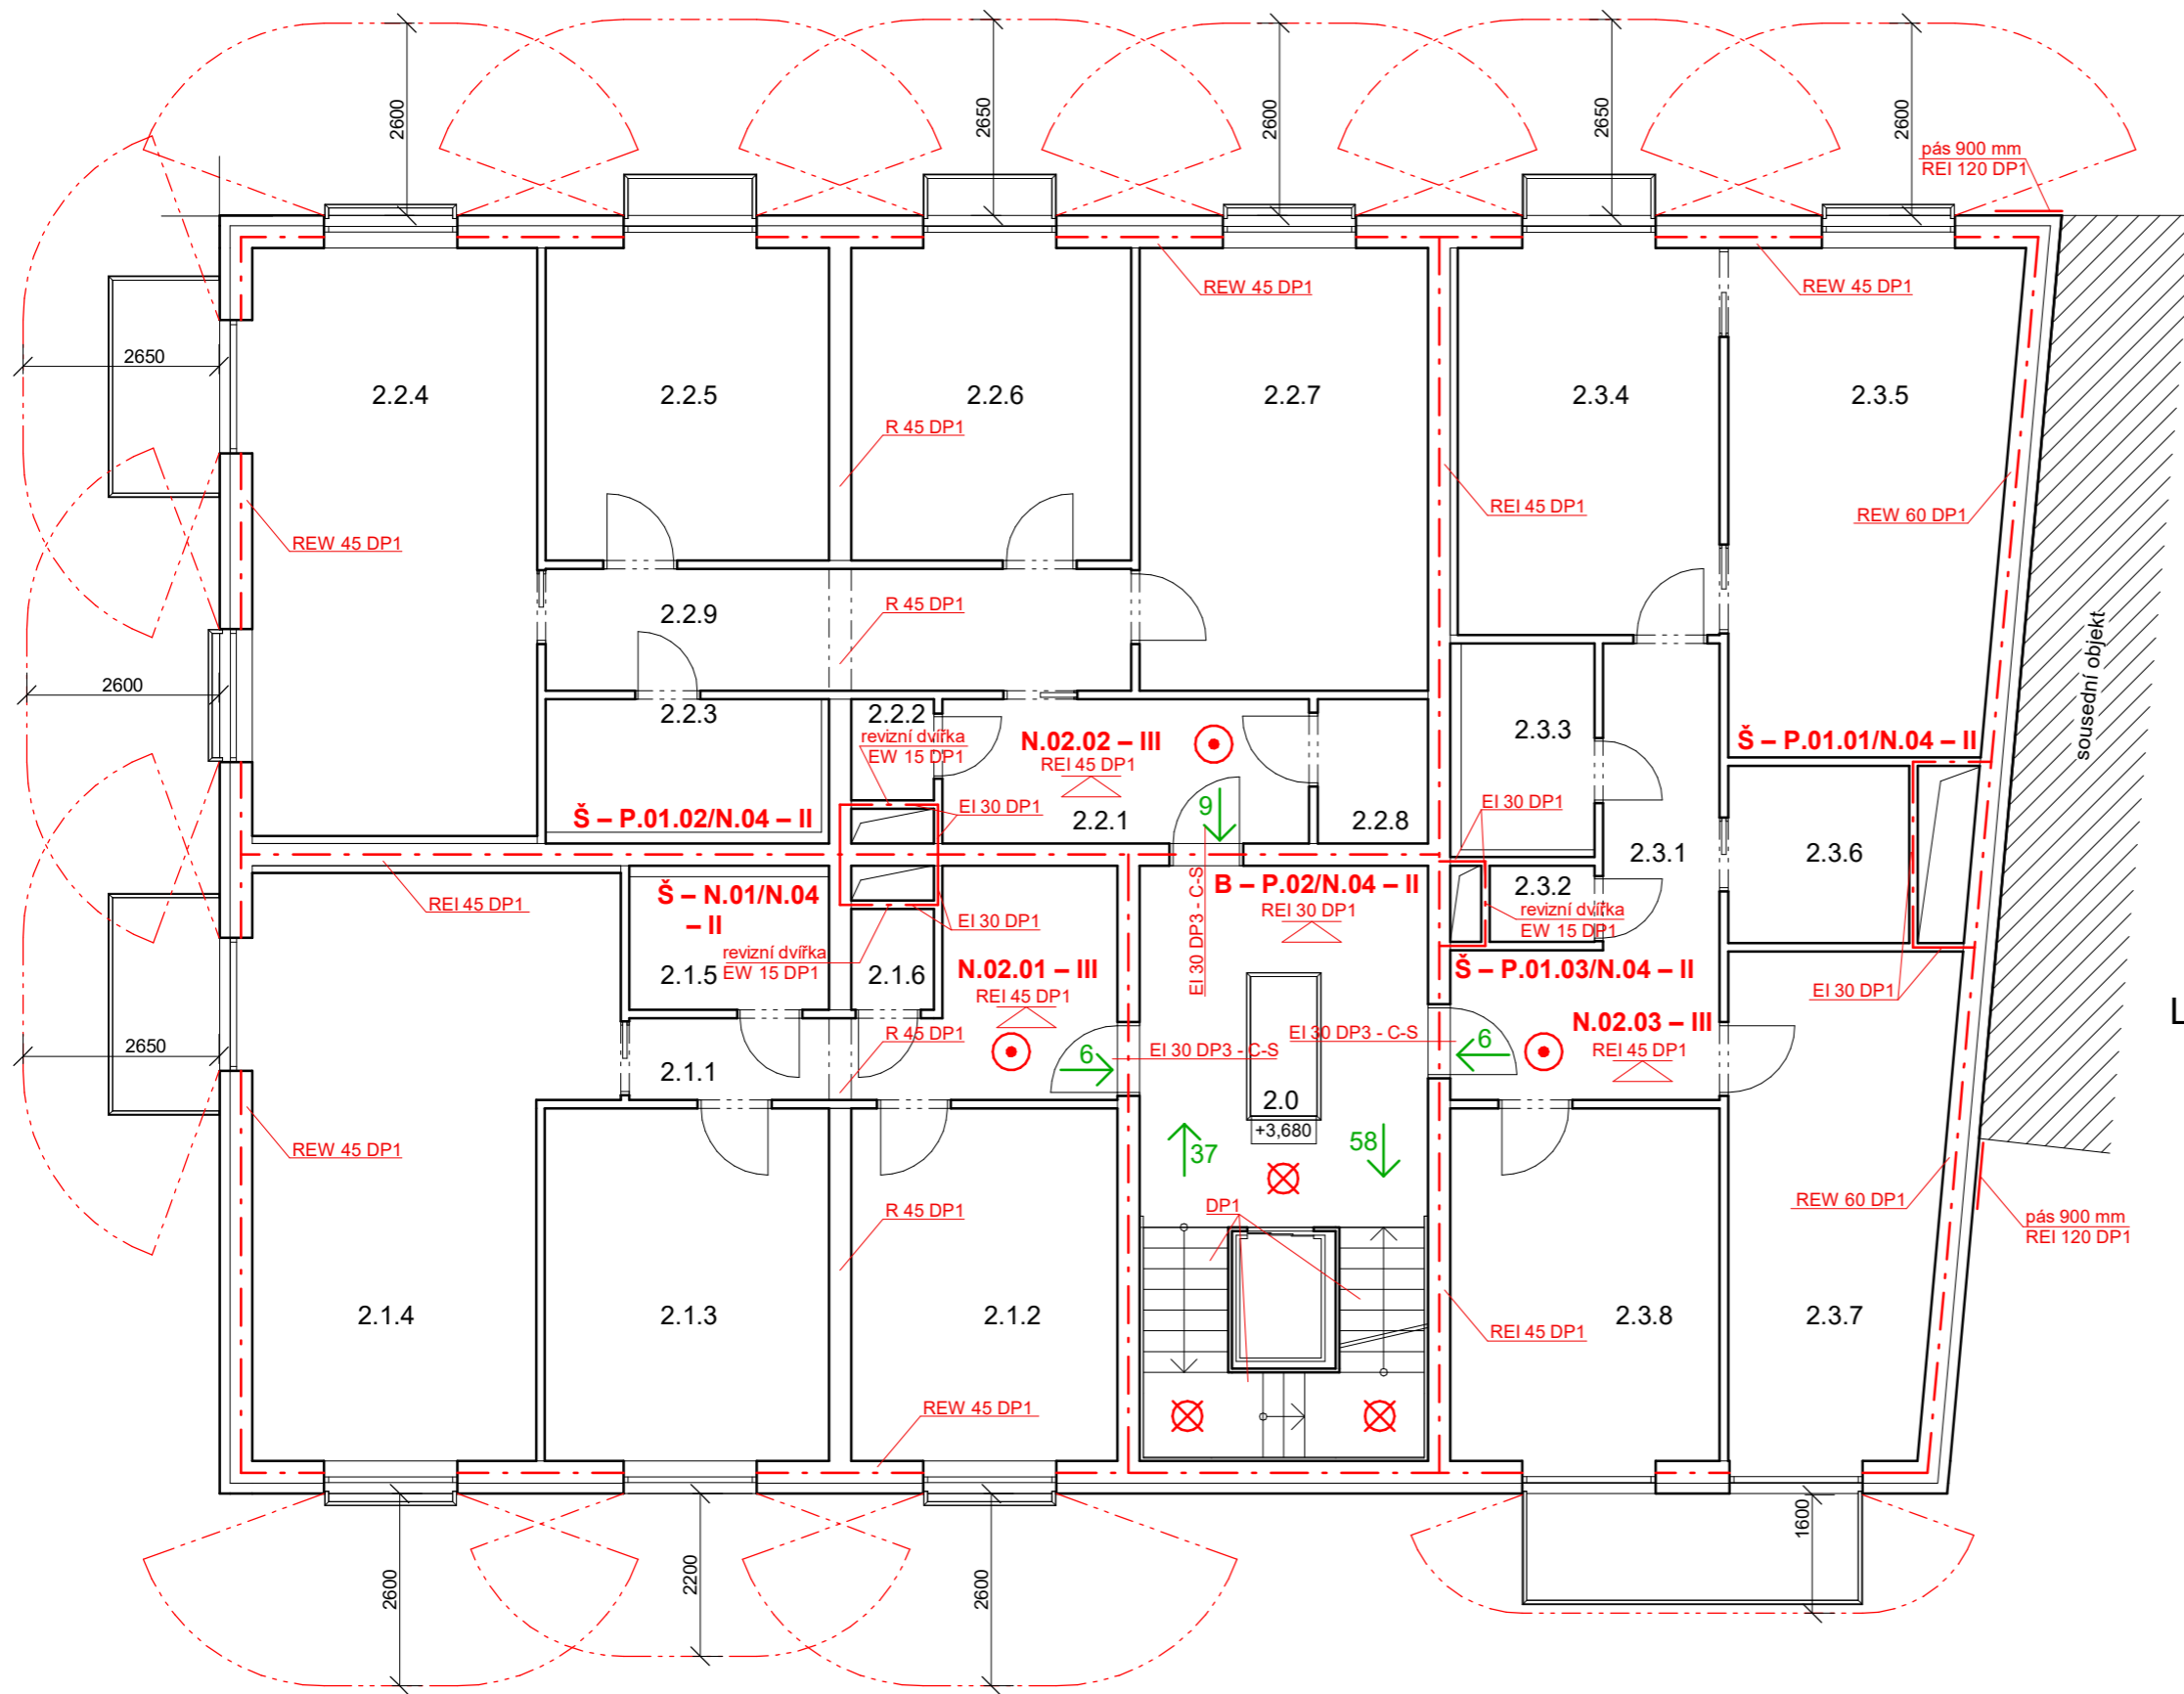 2600
2650
2600
2650
2600
pás 900 mm
REI 120 DP1
REW 45 DP1
REW 45 DP1
2650
2.2.4
2.2.5
2.2.6
2.2.7
2.3.4
2.3.5
R 45 DP1
REI 45 DP1
REW 60 DP1
REW 45 DP1
2.2.9
R 45 DP1
sousední objekt
2600
2.2.3
2.2.2
revizní dvířka
EW 15 DP1
N.02.02 – III
REI 45 DP1
2.3.3
Š – P.01.01/N.04 – II
EI 30 DP1
EI 30 DP1
Š – P.01.02/N.04 – II
9
2.2.1
2.2.8
2.3.1
2.3.6
REI 45 DP1
Š – N.01/N.04
– II
revizní dvířka
EW 15 DP1
EI 30 DP1
EI 30 DP3 - C-S
B – P.02/N.04 – II
REI 30 DP1
2.3.2
revizní dvířka
EW 15 DP1
2.1.5
2.1.6
N.02.01 – III
REI 45 DP1
Š – P.01.03/N.04 – II
EI 30 DP1
L
N.02.03 – III
REI 45 DP1
2650
R 45 DP1
6
EI 30 DP3 - C-S
EI 30 DP3 - C-S
6
2.1.1
2.0
+3,680
REW 45 DP1
37
58
REW 60 DP1
R 45 DP1
DP1
pás 900 mm
REI 120 DP1
2.1.4
2.1.3
2.1.2
REI 45 DP1
2.3.8
2.3.7
REW 45 DP1
2600
2200
2600
1600